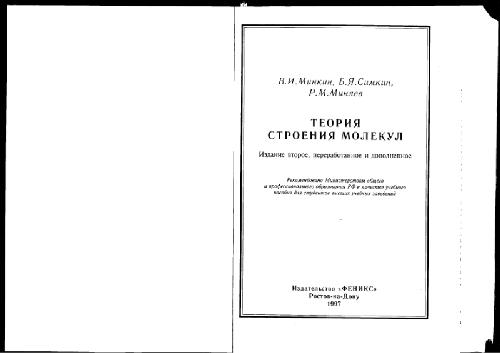 В.И.Минкин, Б.Я.Симкин,
Р.М.Миняев
ТЕОРИЯ
СТРОЕНИЯ МОЛЕКУЛ
Издание второе, переработанное и дополненное
Рекомендовано Министерством общего
и профессионального образования РФ в качестве учебного
пособия для студентов высших учебных заведений
Издательство «ФЕНИКС»
Ростов-на-Дону
1997